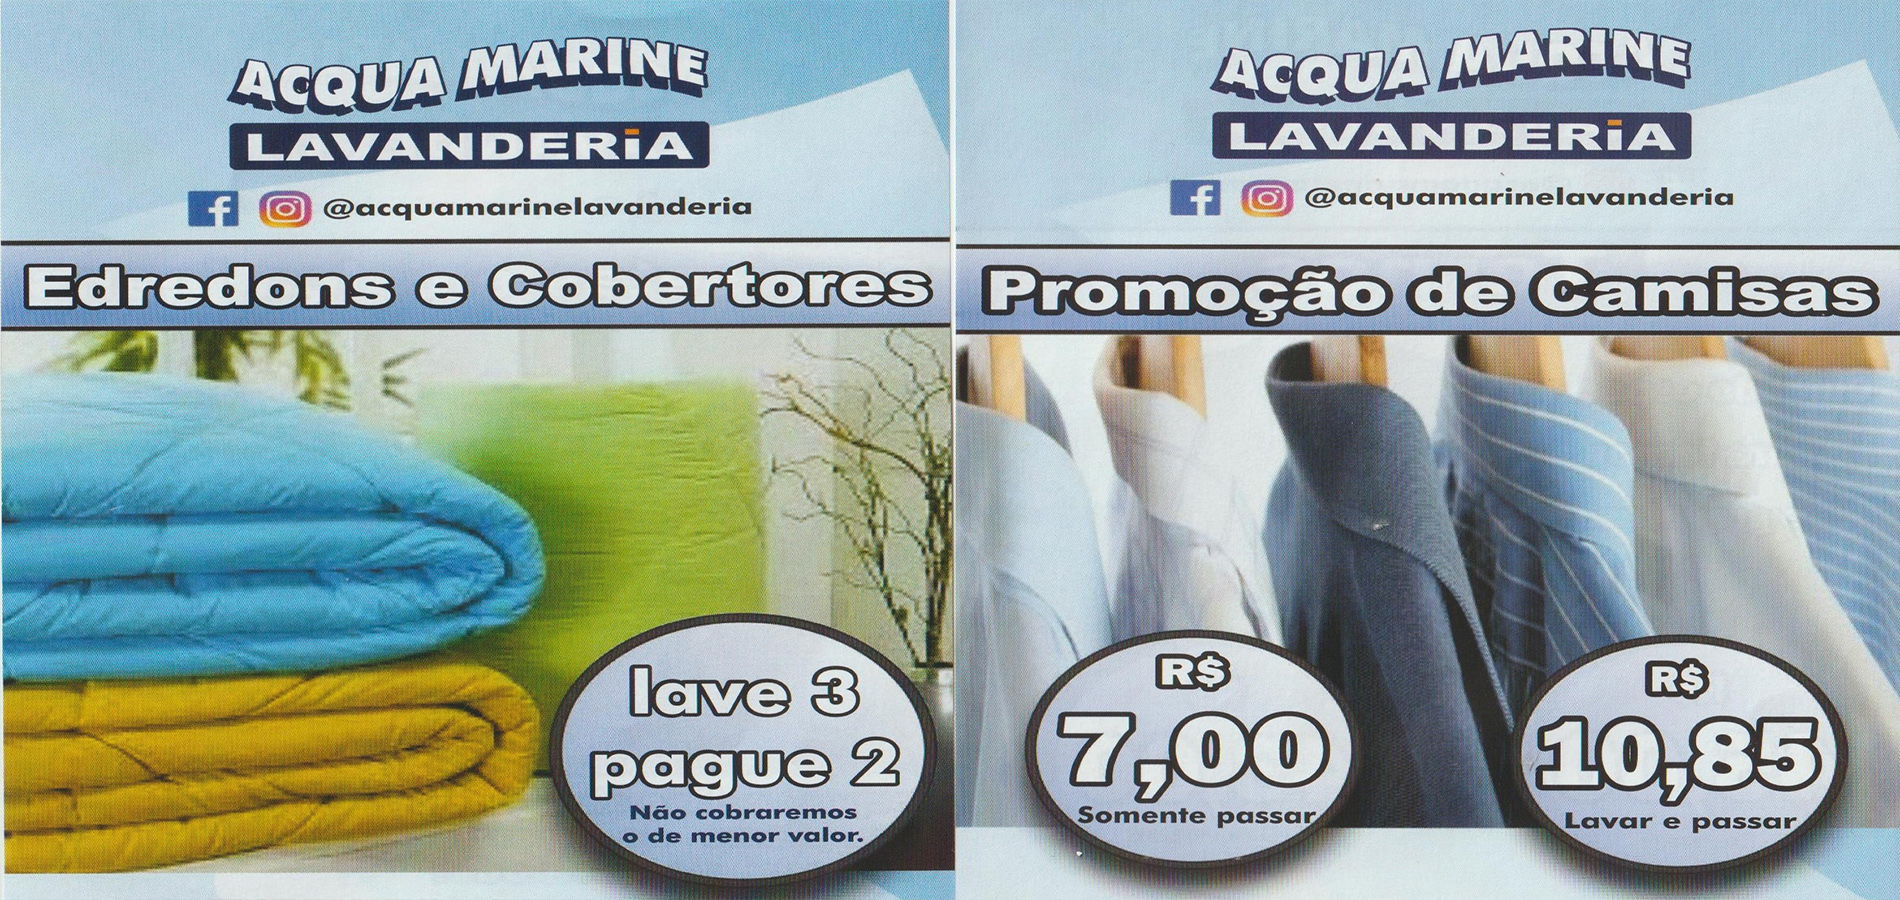 ACQUA MARINE
LAVANDERiA
@acquamarinelavanderia
Edredons e Cobertores
lave 3
pague 2
Não cobraremos
o de menor valor.
ACQUA MARINE
LAVANDERiA
@acquamarinelavanderia
Promoção de Camisas
R$
7,00
Somente passar
R$
10,85
Lavar e passar